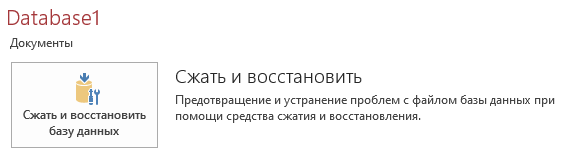 Database1
Документы
Сжать и восстановить
базу данных
Сжать и восстановить
Предотвращение и устранение проблем с файлом базы данных при
помощи средства сжатия и восстановления.